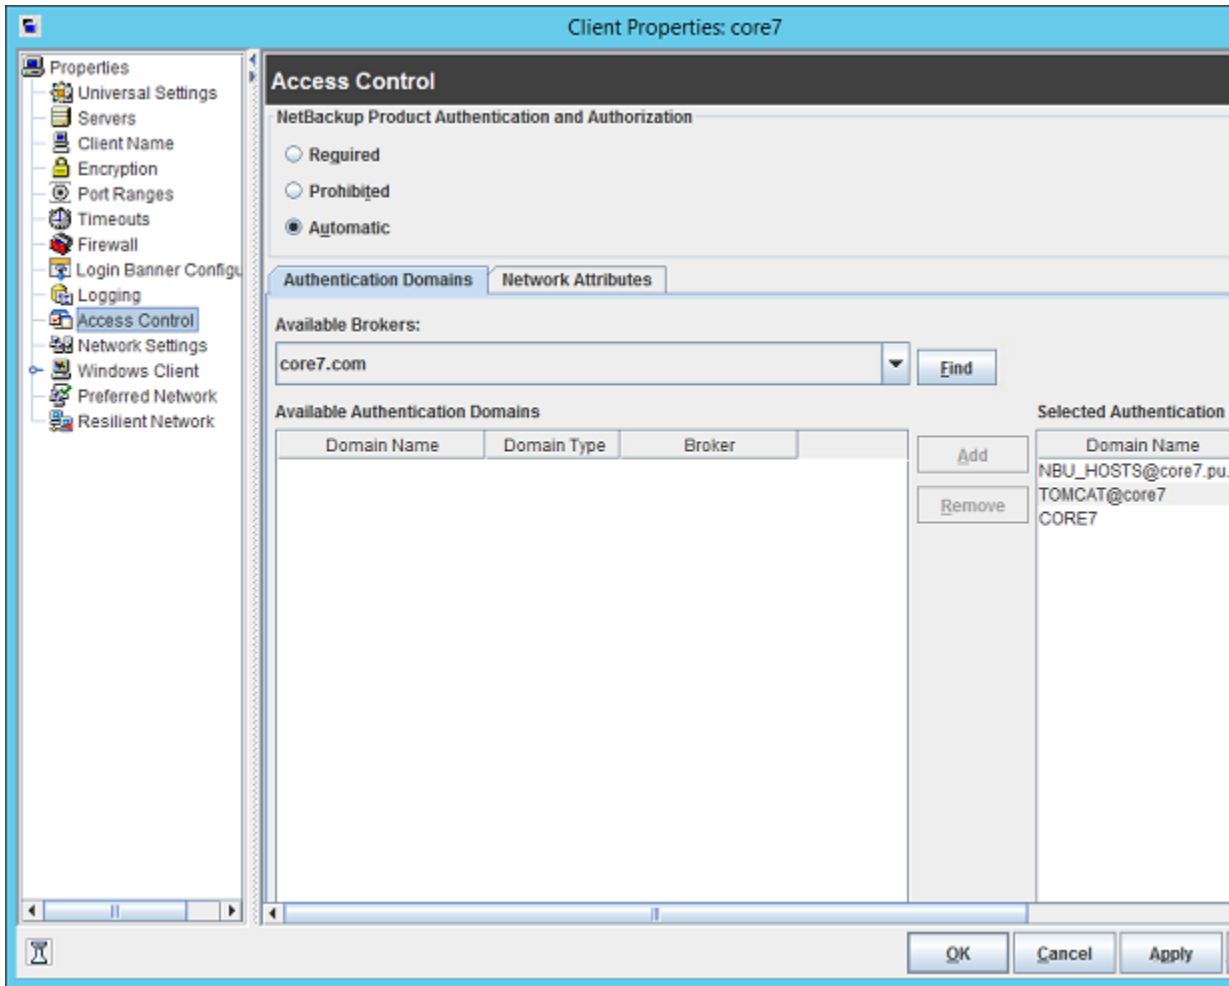 Client Properties: core7
Properties
Universal Settings
Servers
Client Name
Encryption
Port Ranges
Timeouts
Firewall
Login Banner Configu
Logging
Access Control
Network Settings
Windows Client
Preferred Network
Resilient Network
Access Control
NetBackup Product Authentication and Authorization
Required
Prohibited
Automatic
Authentication Domains Network Attributes
Available Brokers:
core7.com Find
Available Authentication Domains
Domain Name Domain Type Broker
Add
Remove
Selected Authentication
Domain Name
NBU_HOSTS@core7.pu.
TOMCAT@core7
CORE7
OK Cancel Apply